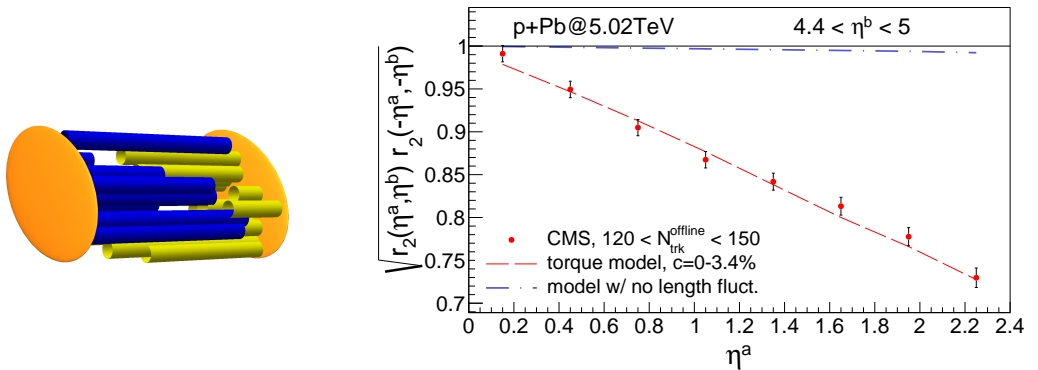 p+Pb@5.02TeV 4.4 < η^b < 5
√ r_2(η^a,η^b) r_2(-η^a,-η^b)
1
0.95
0.9
0.85
0.8
0.75
0.7
CMS, 120 < N_trk^offline < 150
torque model, c=0-3.4%
model w/ no length fluct.
0 0.2 0.4 0.6 0.8 1 1.2 1.4 1.6 1.8 2 2.2 2.4
η^a